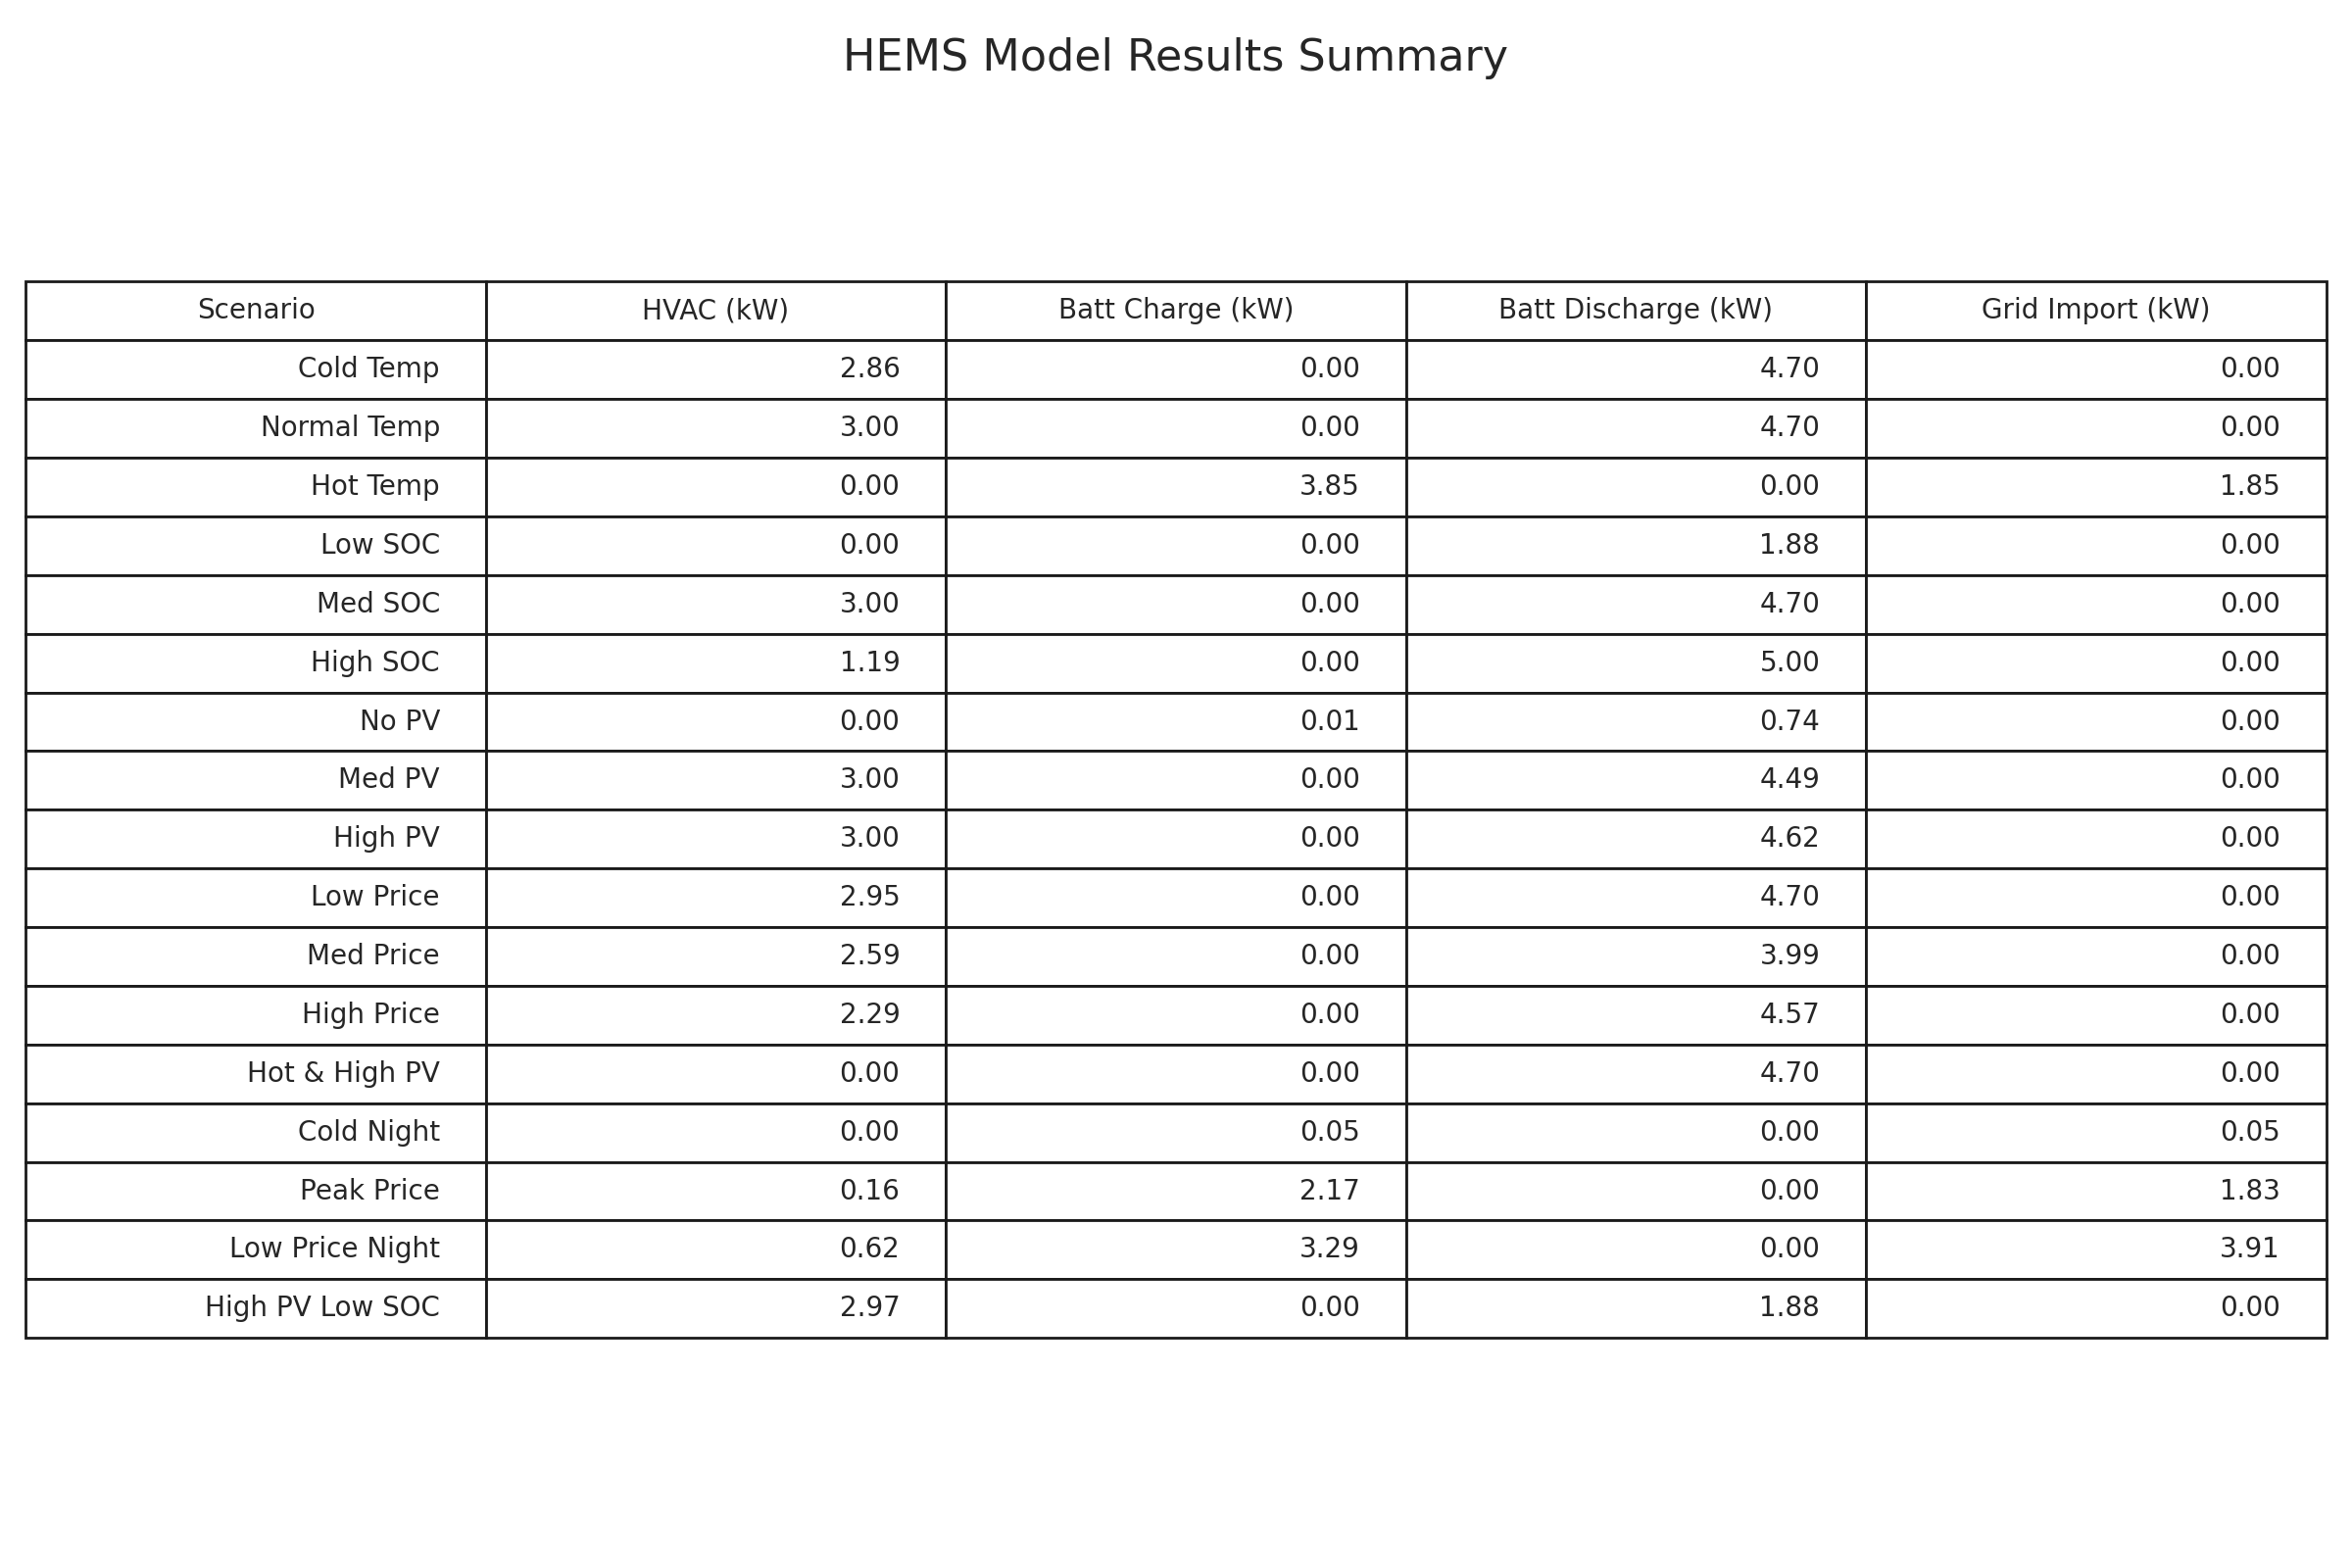 HEMS Model Results Summary
Scenario HVAC (kW) Batt Charge (kW) Batt Discharge (kW) Grid Import (kW)
Cold Temp 2.86 0.00 4.70 0.00
Normal Temp 3.00 0.00 4.70 0.00
Hot Temp 0.00 3.85 0.00 1.85
Low SOC 0.00 0.00 1.88 0.00
Med SOC 3.00 0.00 4.70 0.00
High SOC 1.19 0.00 5.00 0.00
No PV 0.00 0.01 0.74 0.00
Med PV 3.00 0.00 4.49 0.00
High PV 3.00 0.00 4.62 0.00
Low Price 2.95 0.00 4.70 0.00
Med Price 2.59 0.00 3.99 0.00
High Price 2.29 0.00 4.57 0.00
Hot & High PV 0.00 0.00 4.70 0.00
Cold Night 0.00 0.05 0.00 0.05
Peak Price 0.16 2.17 0.00 1.83
Low Price Night 0.62 3.29 0.00 3.91
High PV Low SOC 2.97 0.00 1.88 0.00